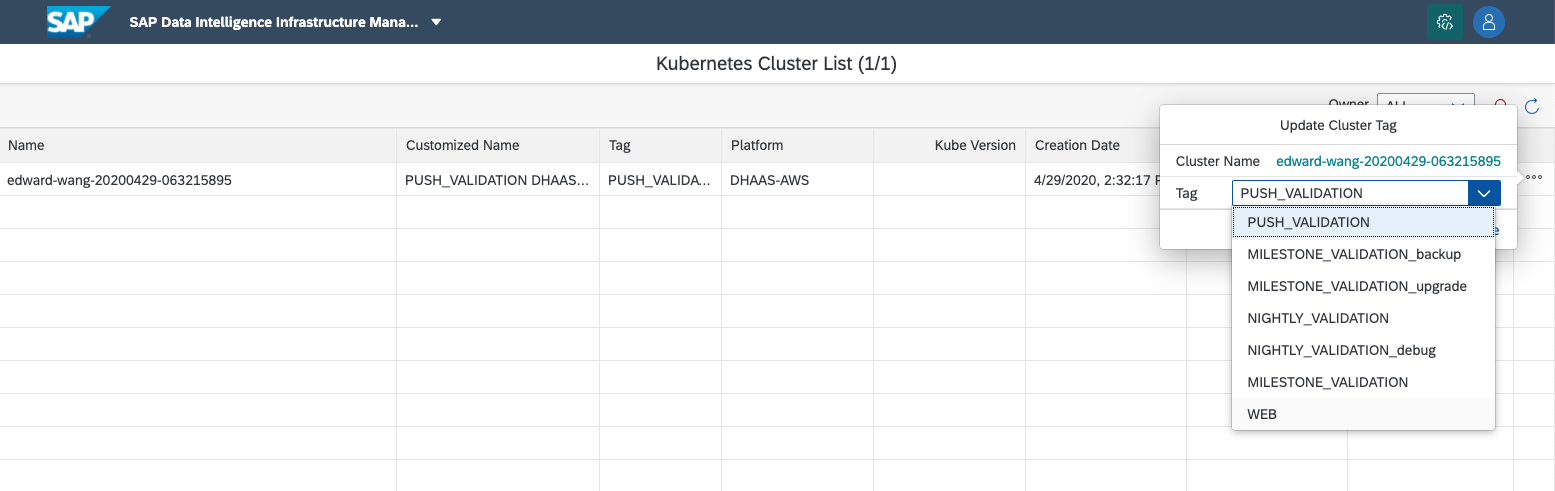 SAP SAP Data Intelligence Infrastructure Mana...
Kubernetes Cluster List (1/1)
Owner ALL
Name Customized Name Tag Platform Kube Version Creation Date
edward-wang-20200429-063215895 PUSH_VALIDATION DHAAS... PUSH_VALIDA... DHAAS-AWS 4/29/2020, 2:32:17
Update Cluster Tag
Cluster Name edward-wang-20200429-063215895
Tag PUSH_VALIDATION
PUSH_VALIDATION
MILESTONE_VALIDATION_backup
MILESTONE_VALIDATION_upgrade
NIGHTLY_VALIDATION
NIGHTLY_VALIDATION_debug
MILESTONE_VALIDATION
WEB